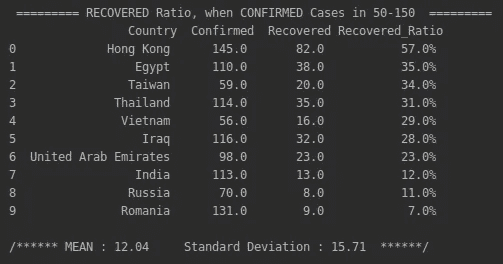 ========= RECOVERED Ratio, when CONFIRMED Cases in 50-150 =========
Country Confirmed Recovered Recovered_Ratio
0 Hong Kong 145.0 82.0 57.0%
1 Egypt 110.0 38.0 35.0%
2 Taiwan 59.0 20.0 34.0%
3 Thailand 114.0 35.0 31.0%
4 Vietnam 56.0 16.0 29.0%
5 Iraq 116.0 32.0 28.0%
6 United Arab Emirates 98.0 23.0 23.0%
7 India 113.0 13.0 12.0%
8 Russia 70.0 8.0 11.0%
9 Romania 131.0 9.0 7.0%
/****** MEAN : 12.04 Standard Deviation : 15.71 ******/